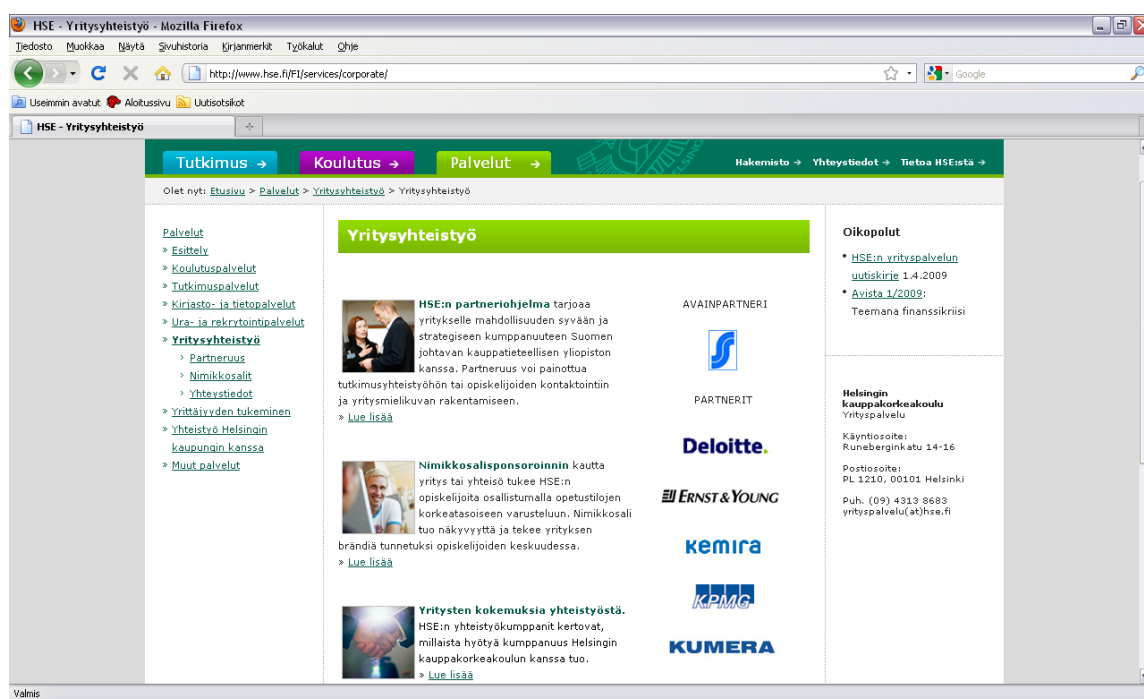 HSE - Yritysyhteistyö - Mozilla Firefox
Tiedosto Muokkaa Näytä Sivuhistoria Kirjanmerkit Työkalut Ohje
http://www.hse.fi/FI/services/corporate/
Google
Useimmin avatut Aloitussivu Uutisotsikot
HSE - Yritysyhteistyö
Tutkimus → Koulutus → Palvelut →
Hakemisto → Yhteystiedot → Tietoa HSE:stä →
Olet nyt: Etusivu > Palvelut > Yritysyhteistyö > Yritysyhteistyö
Palvelut
» Esittely
» Koulutuspalvelut
» Tutkimuspalvelut
» Kirjasto- ja tietopalvelut
» Ura- ja rekrytointipalvelut
» Yritysyhteistyö
› Partneruus
› Nimikkosalit
› Yhteystiedot
» Yrittäjyyden tukeminen
» Yhteistyö Helsingin
kaupungin kanssa
» Muut palvelut
Yritysyhteistyö
HSE:n partneriohjelma tarjoaa
yritykselle mahdollisuuden syvään ja
strategiseen kumppanuuteen Suomen
johtavan kauppatieteellisen yliopiston
kanssa. Partneruus voi painottua
tutkimusyhteistyöhön tai opiskelijoiden kontaktointiin
ja yritysmielikuvan rakentamiseen.
» Lue lisää
Nimikkosalisponsoroinnin kautta
yritys tai yhteisö tukee HSE:n
opiskelijoita osallistumalla opetustilojen
korkeatasoiseen varusteluun. Nimikkosali
tuo näkyvyyttä ja tekee yrityksen
brändiä tunnetuksi opiskelijoiden keskuudessa.
» Lue lisää
Yritysten kokemuksia yhteistyöstä.
HSE:n yhteistyökumppanit kertovat,
millaista hyötyä kumppanuus Helsingin
kauppakorkeakoulun kanssa tuo.
» Lue lisää
AVAINPARTNERI
PARTNERIT
Deloitte.
ERNST & YOUNG
kemira
KPMG
KUMERA
Oikopolut
• HSE:n yrityspalvelun
uutiskirje 1.4.2009
• Avista 1/2009:
Teemana finanssikriisi
Helsingin
kauppakorkeakoulu
Yrityspalvelu
Käyntiosoite:
Runeberginkatu 14-16
Postiosoite:
PL 1210, 00101 Helsinki
Puh. (09) 4313 8683
yrityspalvelu(at)hse.fi
Valmis